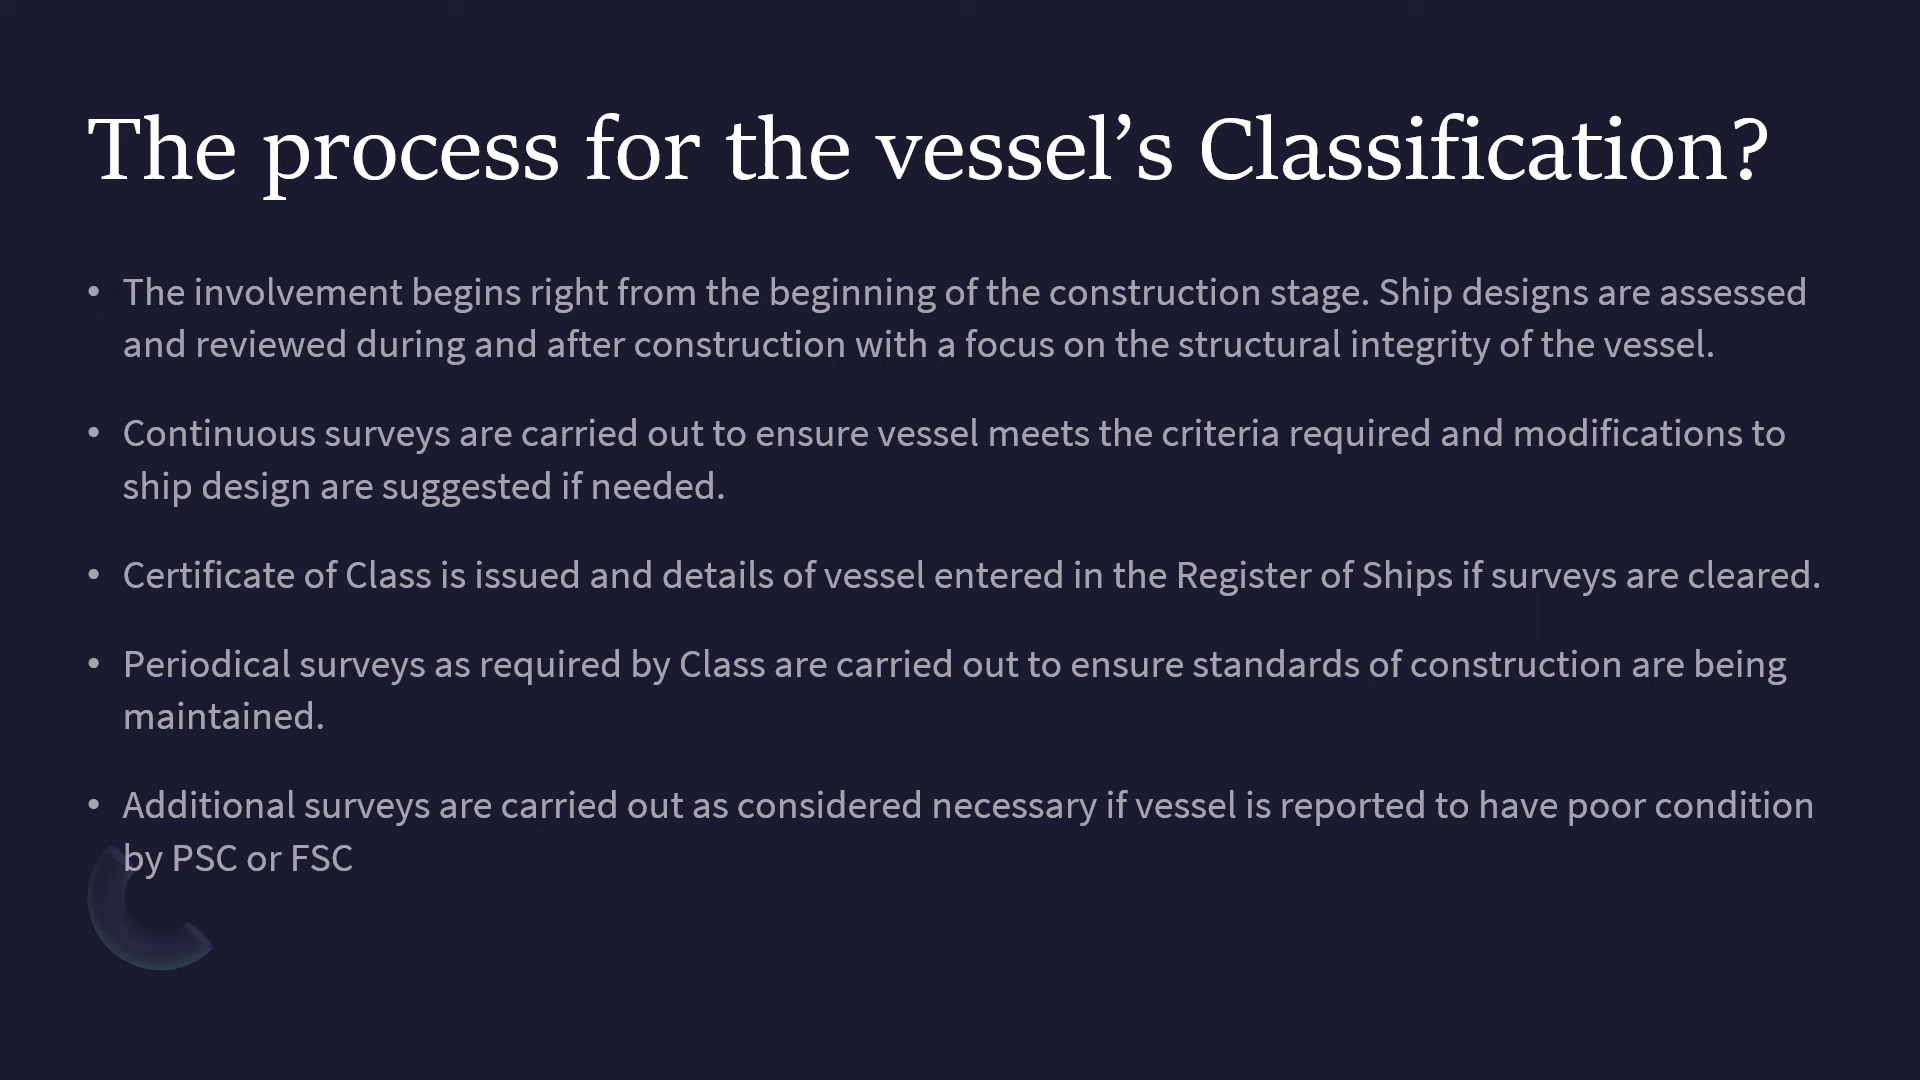 The process for the vessel’s Classification?
• The involvement begins right from the beginning of the construction stage. Ship designs are assessed
and reviewed during and after construction with a focus on the structural integrity of the vessel.
• Continuous surveys are carried out to ensure vessel meets the criteria required and modifications to
ship design are suggested if needed.
• Certificate of Class is issued and details of vessel entered in the Register of Ships if surveys are cleared.
• Periodical surveys as required by Class are carried out to ensure standards of construction are being
maintained.
• Additional surveys are carried out as considered necessary if vessel is reported to have poor condition
by PSC or FSC